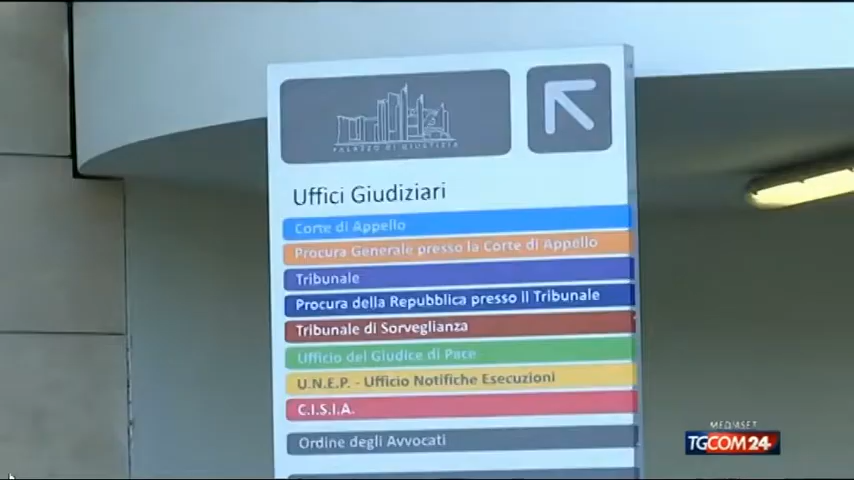 PALAZZO DI GIUSTIZIA
Uffici Giudiziari
Corte di Appello
Procura Generale presso la Corte di Appello
Tribunale
Procura della Repubblica presso il Tribunale
Tribunale di Sorveglianza
Ufficio del Giudice di Pace
U.N.E.P. - Ufficio Notifiche Esecuzioni
C.I.S.I.A.
Ordine degli Avvocati
MEDIASET
TGCOM24